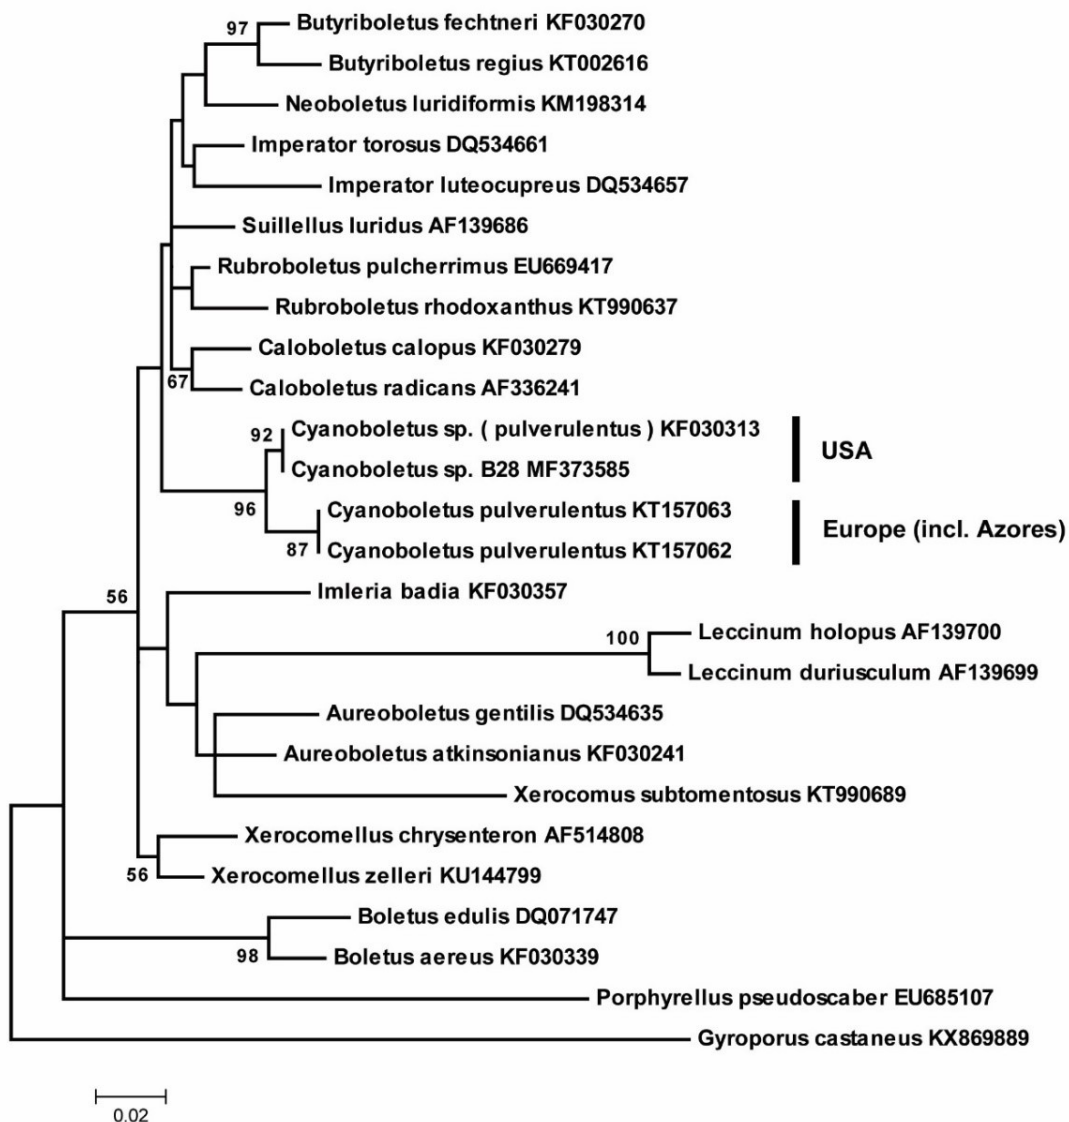 97
Butyriboletus fechtneri KF030270
Butyriboletus regius KT002616
Neoboletus luridiformis KM198314
Imperator torosus DQ534661
Imperator luteocupreus DQ534657
Suillellus luridus AF139686
Rubroboletus pulcherrimus EU669417
Rubroboletus rhodoxanthus KT990637
Caloboletus calopus KF030279
67
Caloboletus radicans AF336241
92
Cyanoboletus sp. ( pulverulentus ) KF030313
USA
Cyanoboletus sp. B28 MF373585
96
Cyanoboletus pulverulentus KT157063
Europe (incl. Azores)
87
Cyanoboletus pulverulentus KT157062
56
Imleria badia KF030357
100
Leccinum holopus AF139700
Leccinum duriusculum AF139699
Aureoboletus gentilis DQ534635
Aureoboletus atkinsonianus KF030241
Xerocomus subtomentosus KT990689
Xerocomellus chrysenteron AF514808
56
Xerocomellus zelleri KU144799
Boletus edulis DQ071747
98
Boletus aereus KF030339
Porphyrellus pseudoscaber EU685107
Gyroporus castaneus KX869889
0.02